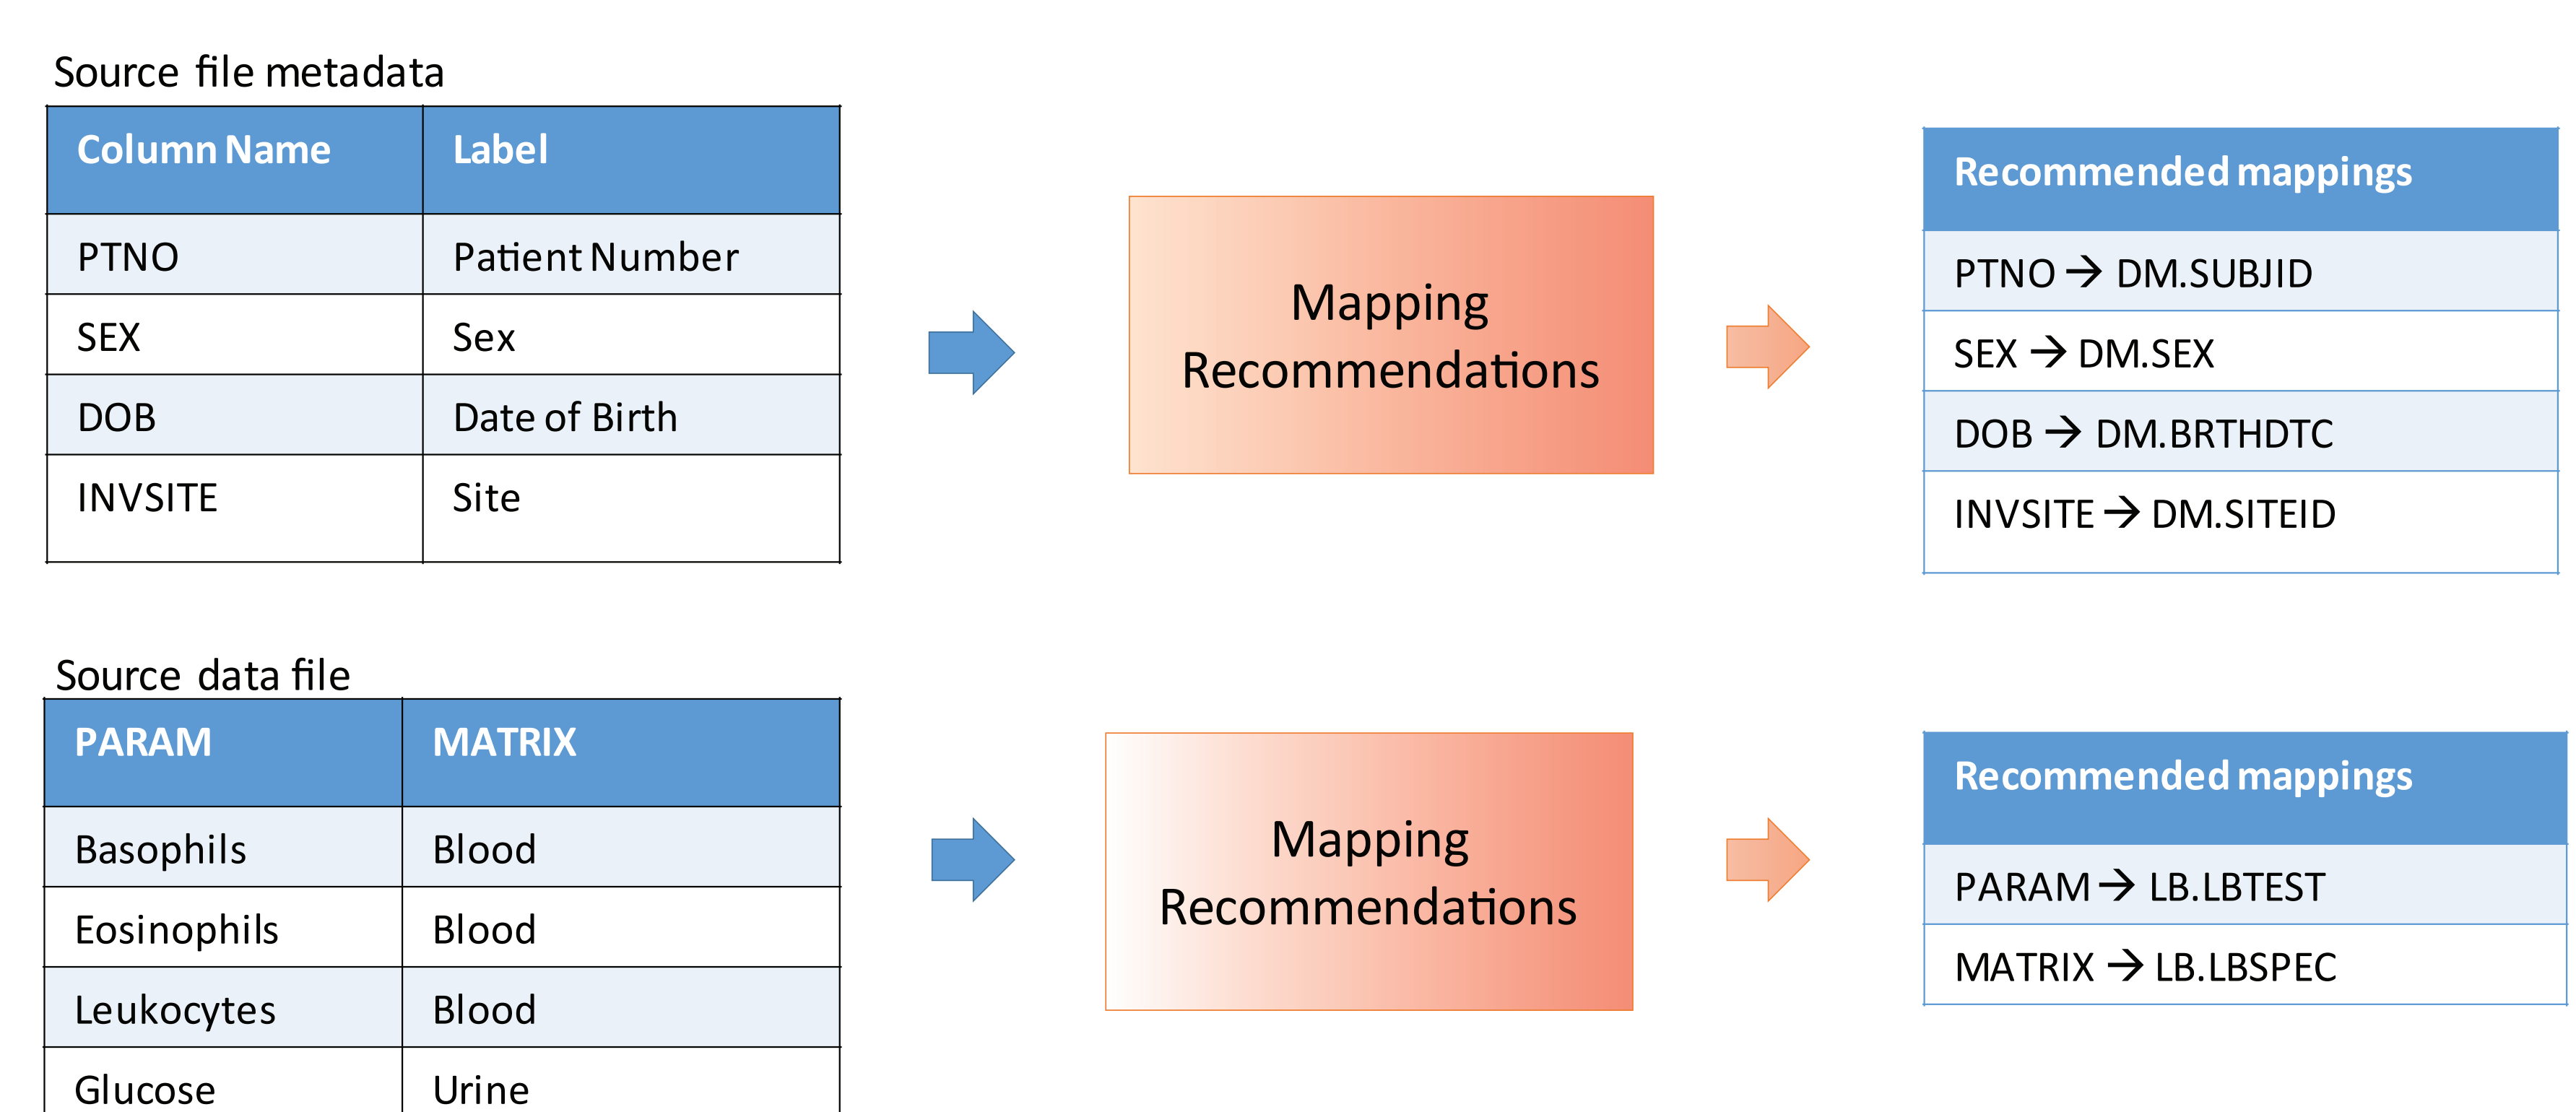 Source file metadata
Column Name Label
PTNO Patient Number
SEX Sex
DOB Date of Birth
INVSITE Site
Mapping
Recommendations
Recommended mappings
PTNO → DM.SUBJID
SEX → DM.SEX
DOB → DM.BRTHDTC
INVSITE → DM.SITEID
Source data file
PARAM MATRIX
Basophils Blood
Eosinophils Blood
Leukocytes Blood
Glucose Urine
Mapping
Recommendations
Recommended mappings
PARAM → LB.LBTEST
MATRIX → LB.LBSPEC